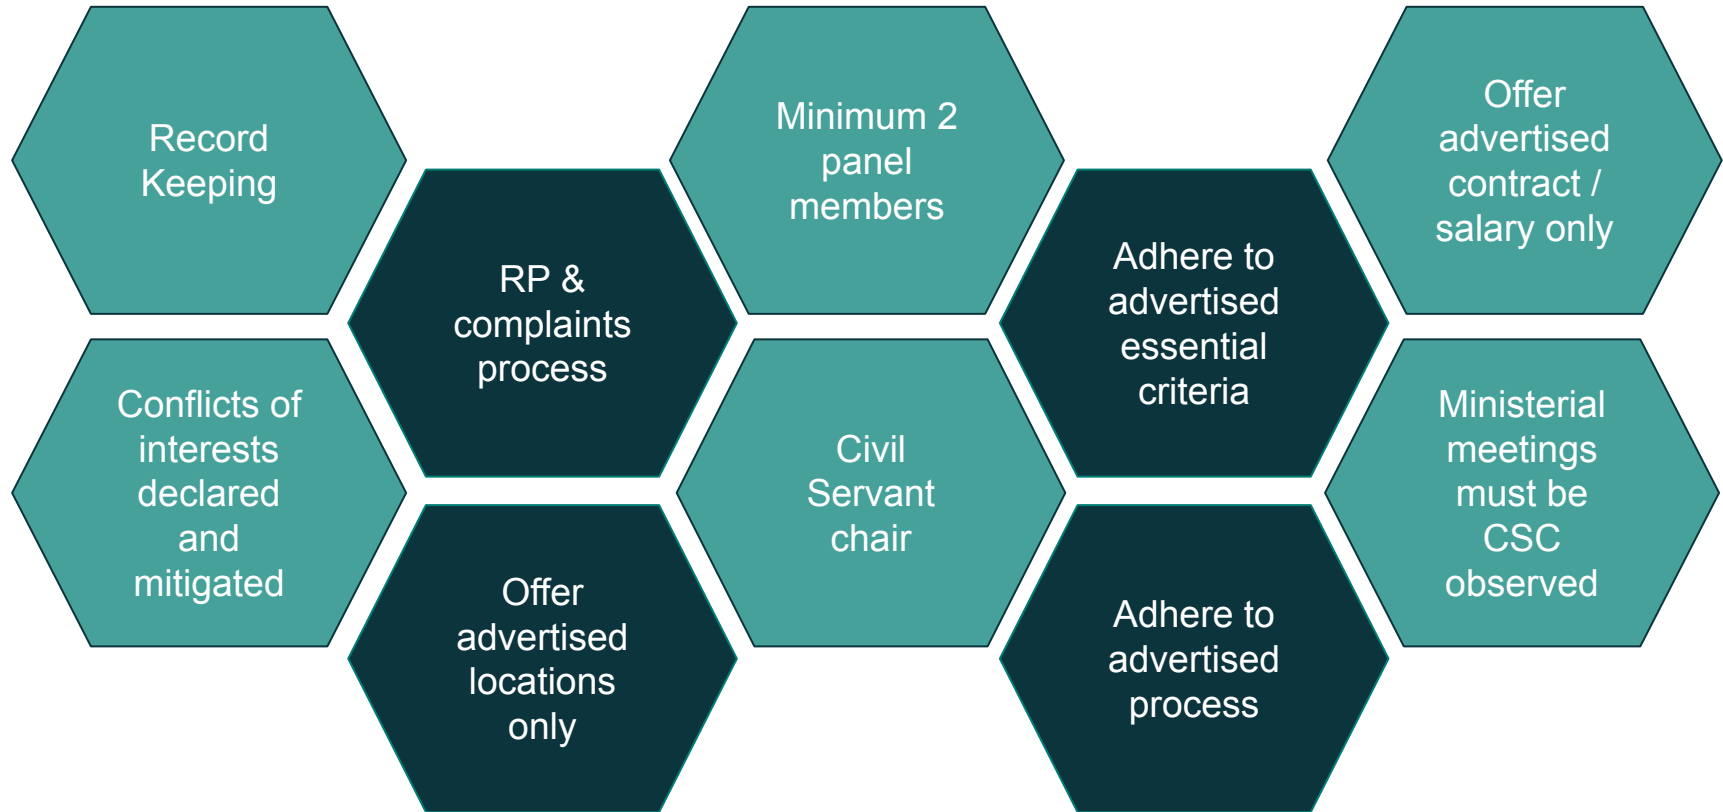 Record
Keeping
Minimum 2
panel
members
Offer
advertised
contract /
salary only
RP &
complaints
process
Adhere to
advertised
essential
criteria
Conflicts of
interests
declared
and
mitigated
Civil
Servant
chair
Ministerial
meetings
must be
CSC
observed
Offer
advertised
locations
only
Adhere to
advertised
process